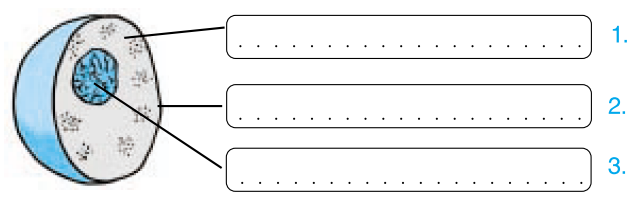 . . . . . . . . . . . . . . . . . . . . 1.
. . . . . . . . . . . . . . . . . . . . 2.
. . . . . . . . . . . . . . . . . . . . 3.